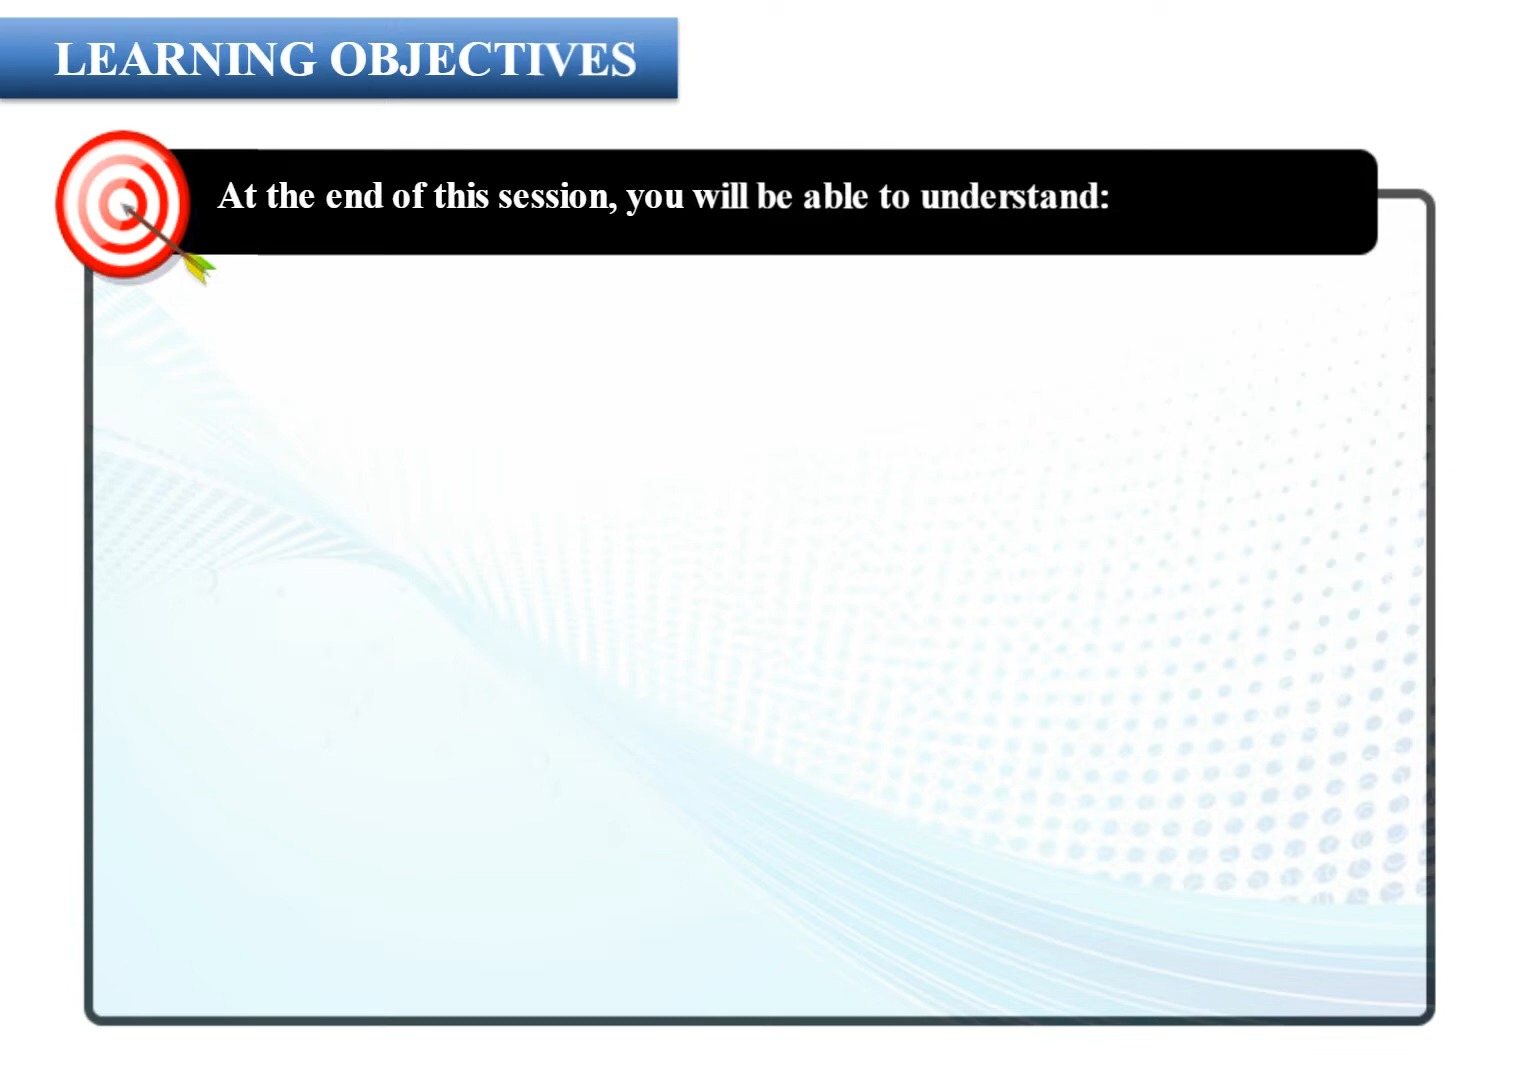 LEARNING OBJECTIVES
At the end of this session, you will be able to understand: